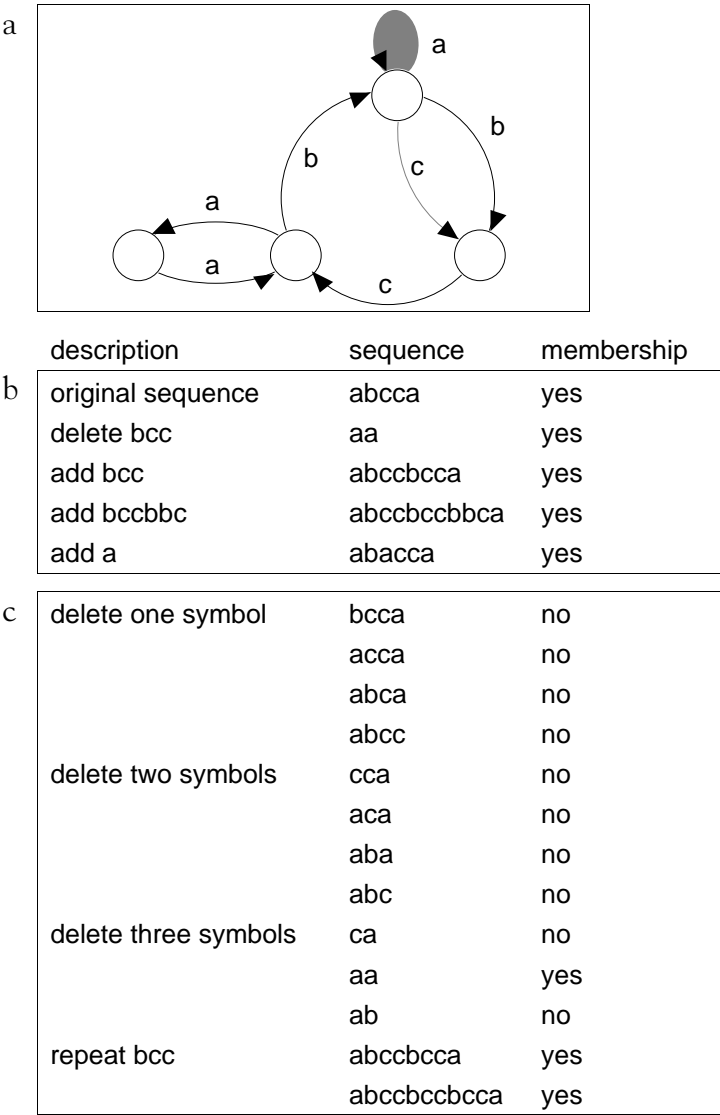 a
a
b
b
c
a
a
c
description sequence membership
b
original sequence abcca yes
delete bcc aa yes
add bcc abccbcca yes
add bccbbc abccbccbbca yes
add a abacca yes
c
delete one symbol bcca no
acca no
abca no
abcc no
delete two symbols cca no
aca no
aba no
abc no
delete three symbols ca no
aa yes
ab no
repeat bcc abccbcca yes
abccbccbcca yes